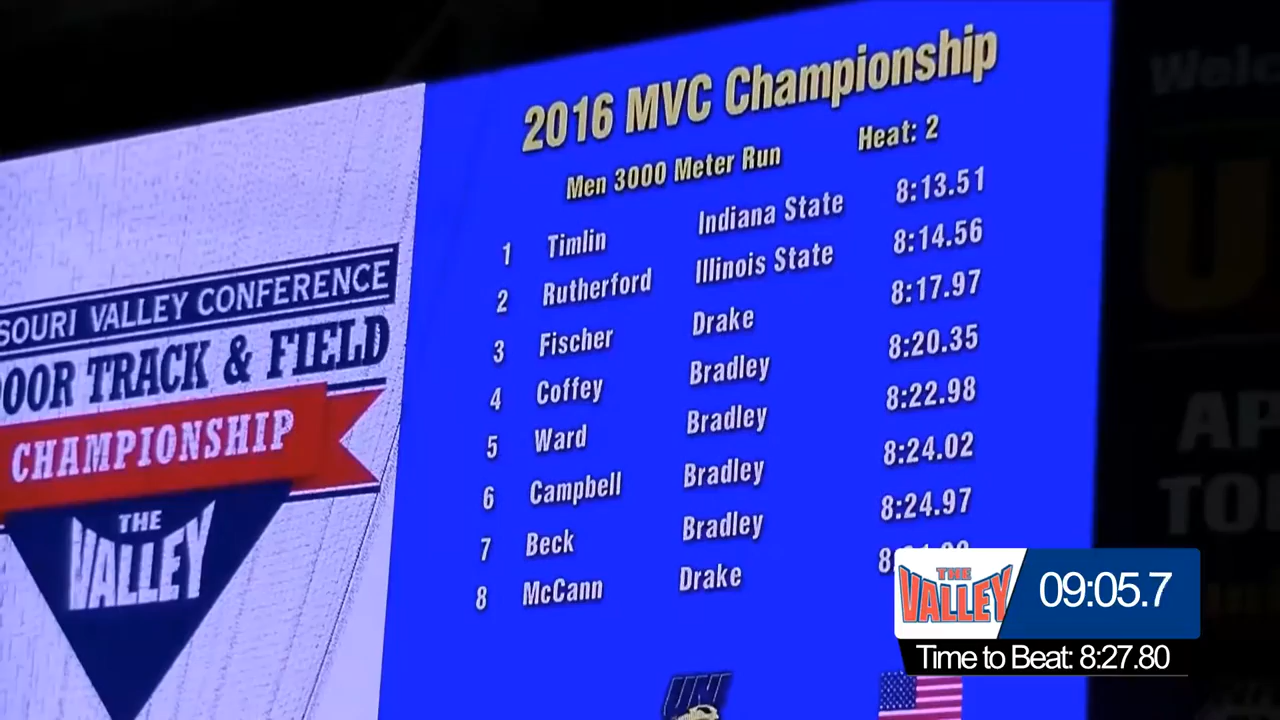 2016 MVC Championship
Men 3000 Meter Run Heat: 2
1 Timlin Indiana State 8:13.51
2 Rutherford Illinois State 8:14.56
3 Fischer Drake 8:17.97
4 Coffey Bradley 8:20.35
5 Ward Bradley 8:22.98
6 Campbell Bradley 8:24.02
7 Beck Bradley 8:24.97
8 McCann Drake
SOURI VALLEY CONFERENCE
OOR TRACK & FIELD
CHAMPIONSHIP
THE
VALLEY
UNI
THE
VALLEY
09:05.7
Time to Beat: 8:27.80